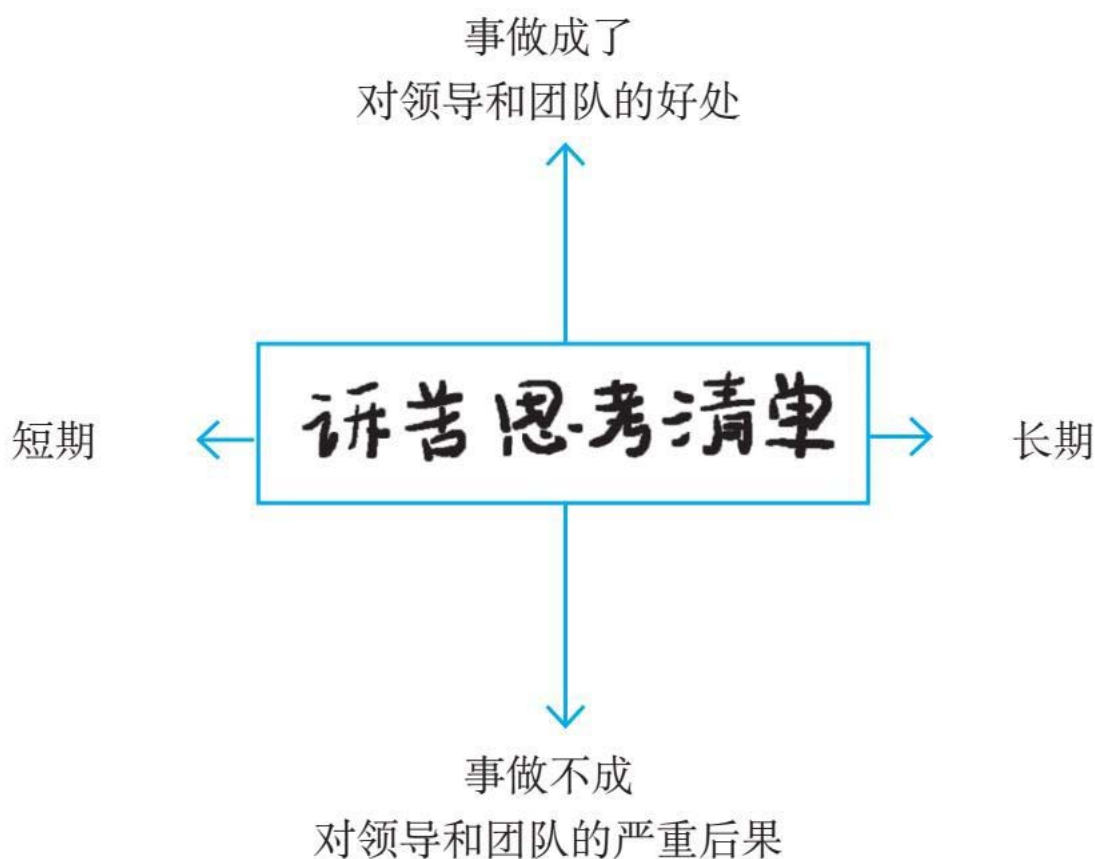 事做成了
对领导和团队的好处
短期
诉苦思考清单
长期
事做不成
对领导和团队的严重后果